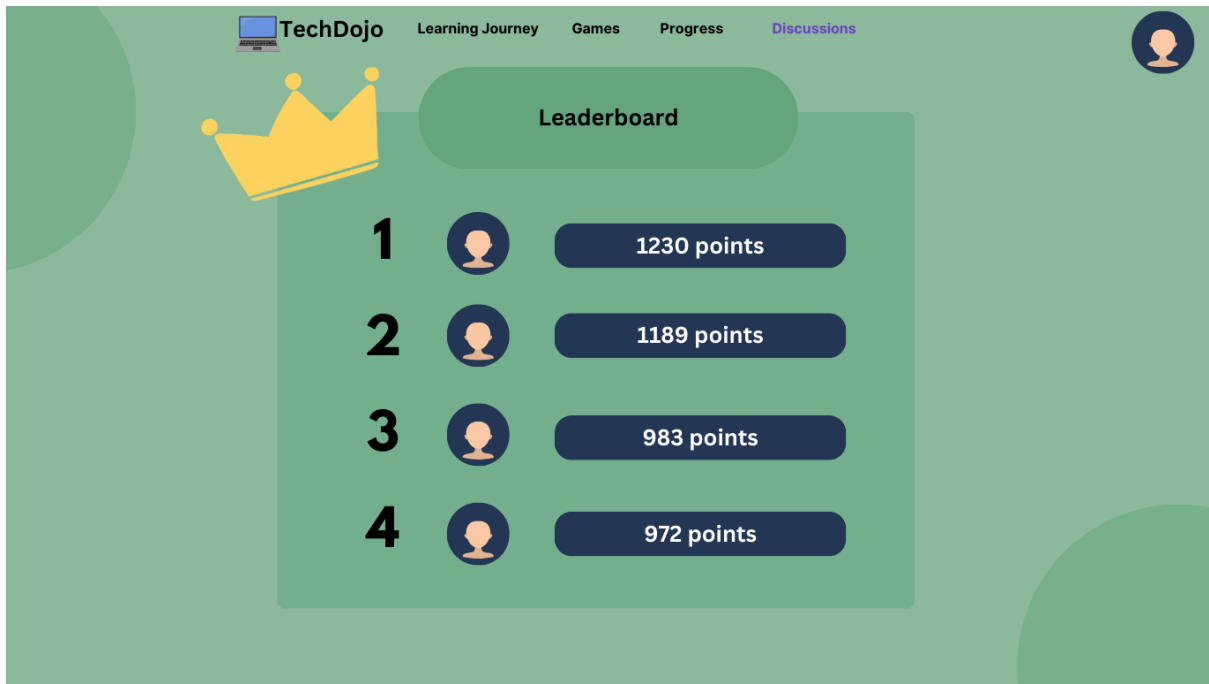 TechDojo Learning Journey Games Progress Discussions
Leaderboard
1 1230 points
2 1189 points
3 983 points
4 972 points